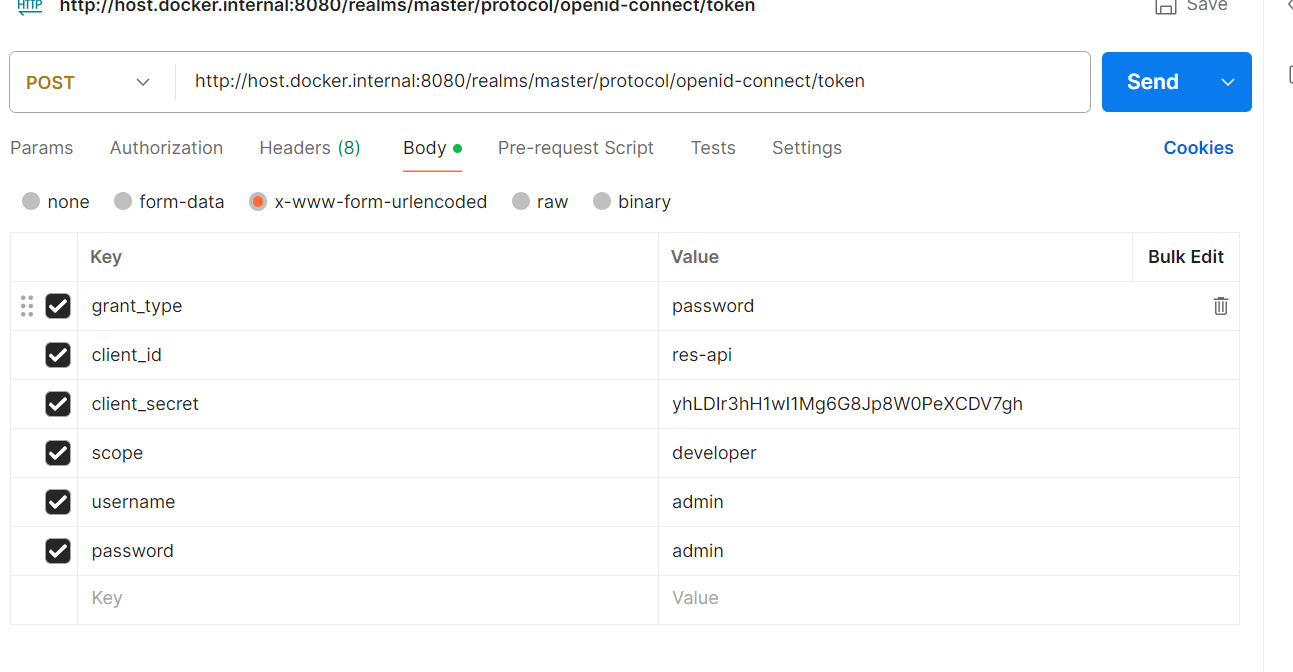 HTTP http://host.docker.internal:8080/realms/master/protocol/openid-connect/token Save
POST http://host.docker.internal:8080/realms/master/protocol/openid-connect/token Send
Params Authorization Headers (8) Body Pre-request Script Tests Settings Cookies
none form-data x-www-form-urlencoded raw binary
Key Value Bulk Edit
grant_type password
client_id res-api
client_secret yhLDIr3hH1wI1Mg6G8Jp8W0PeXCDV7gh
scope developer
username admin
password admin
Key Value